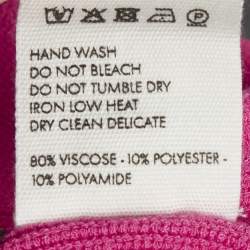 HAND WASH
DO NOT BLEACH
DO NOT TUMBLE DRY
IRON LOW HEAT
DRY CLEAN DELICATE
80% VISCOSE - 10% POLYESTER -
10% POLYAMIDE